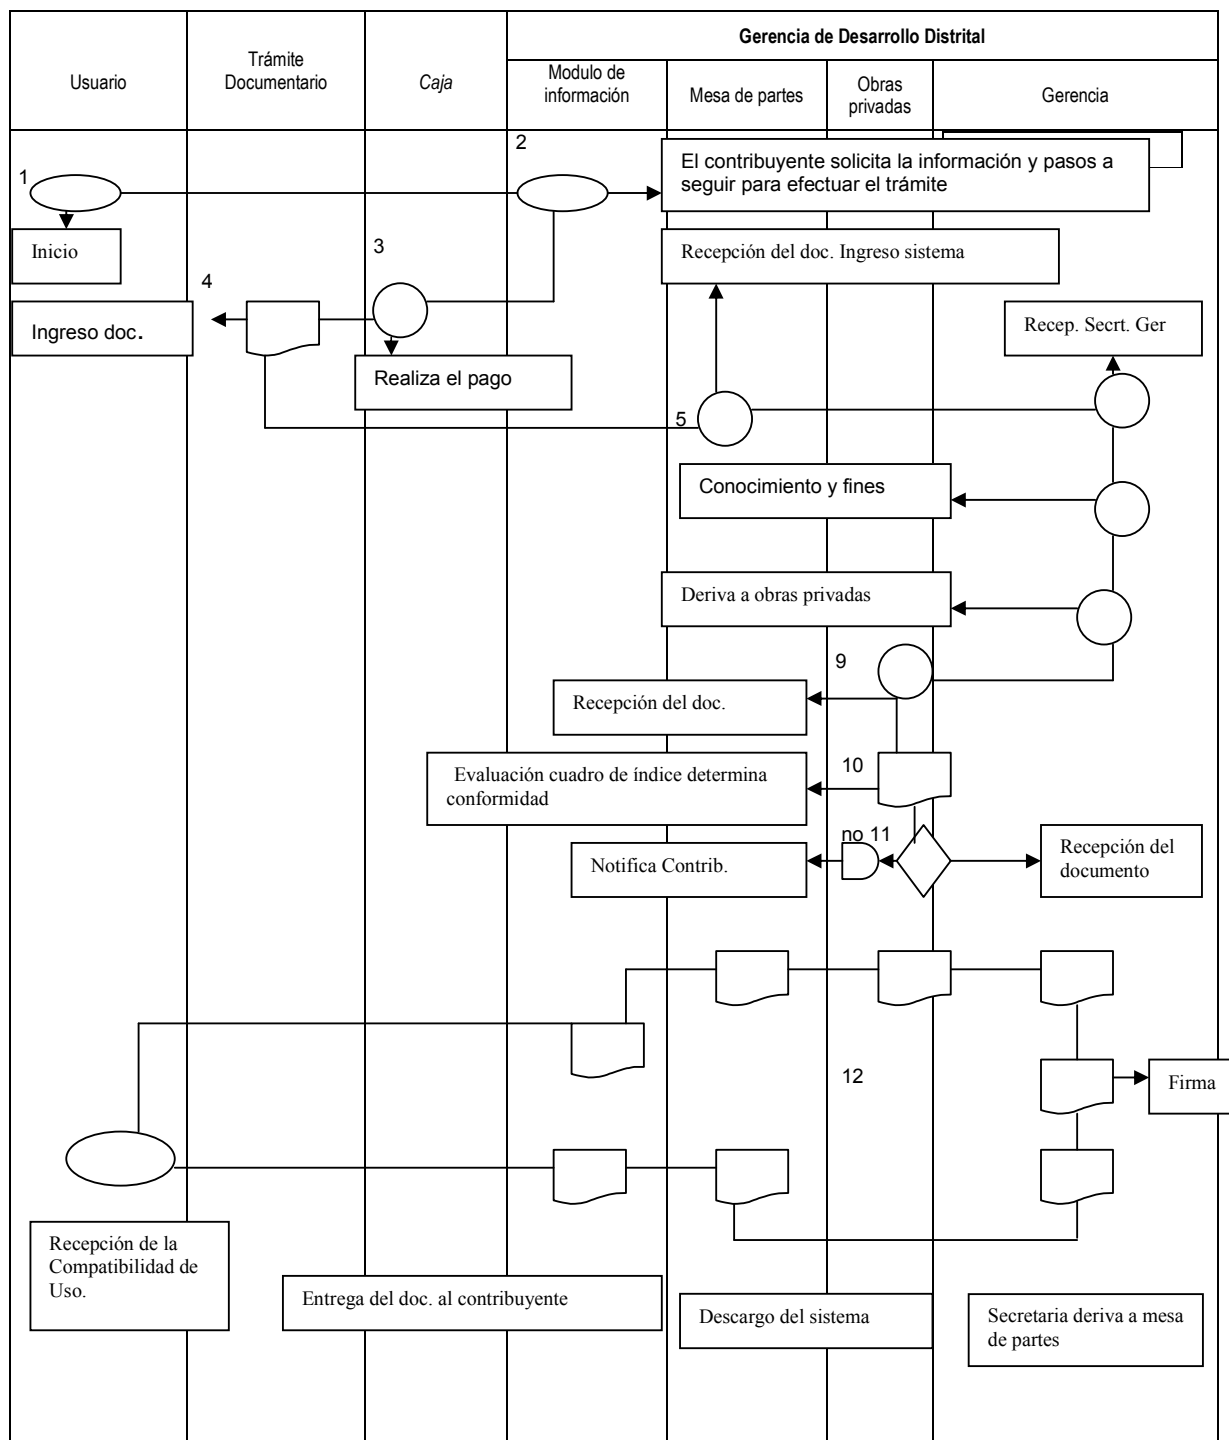 Gerencia de Desarrollo Distrital
Usuario
Trámite
Documentario
Caja
Modulo de
información
Mesa de partes
Obras
privadas
Gerencia
1
2
El contribuyente solicita la información y pasos a
seguir para efectuar el trámite
Inicio
3
Recepción del doc. Ingreso sistema
4
Ingreso doc.
Recep. Secrt. Ger
Realiza el pago
5
Conocimiento y fines
Deriva a obras privadas
9
Recepción del doc.
10
Evaluación cuadro de índice determina
conformidad
no 11
Notifica Contrib.
Recepción del
documento
12
Firma
Recepción de la
Compatibilidad de
Uso.
Entrega del doc. al contribuyente
Descargo del sistema
Secretaria deriva a mesa
de partes